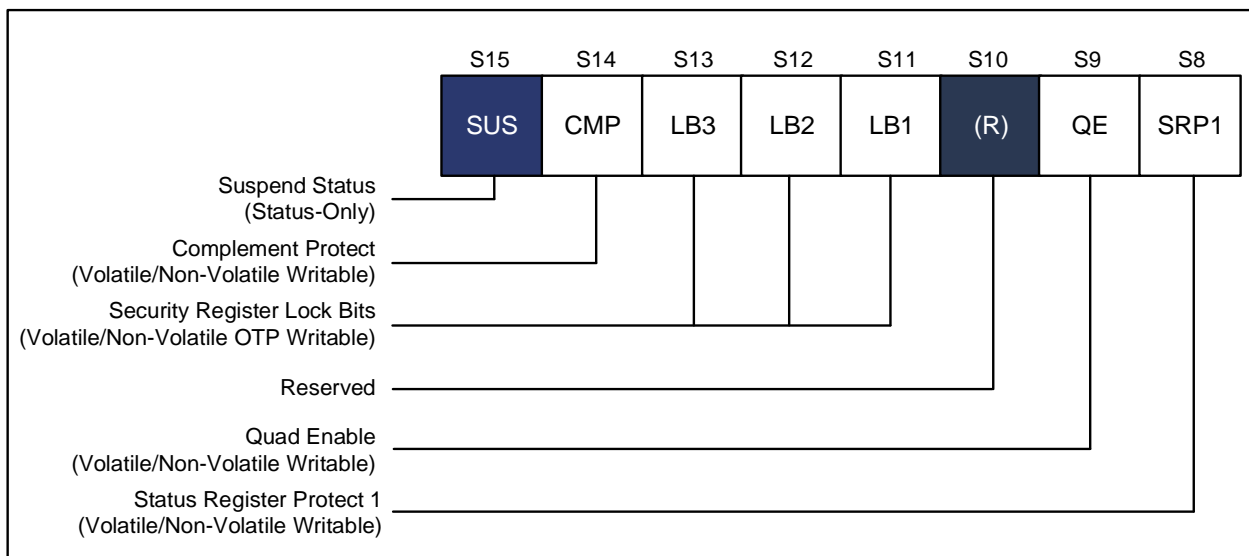 S15 S14 S13 S12 S11 S10 S9 S8
SUS CMP LB3 LB2 LB1 (R) QE SRP1
Suspend Status
(Status-Only)
Complement Protect
(Volatile/Non-Volatile Writable)
Security Register Lock Bits
(Volatile/Non-Volatile OTP Writable)
Reserved
Quad Enable
(Volatile/Non-Volatile Writable)
Status Register Protect 1
(Volatile/Non-Volatile Writable)